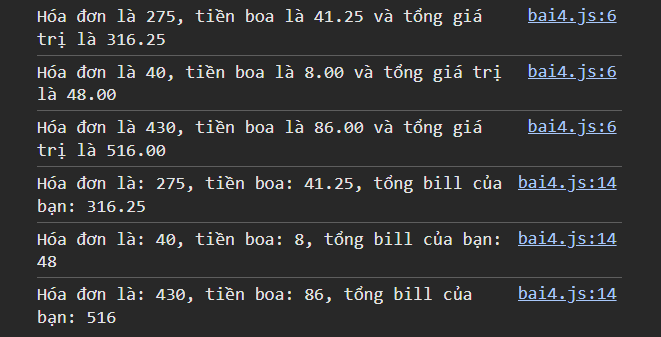 Hóa đơn là 275, tiền boa là 41.25 và tổng giá bai4.js:6
trị là 316.25
Hóa đơn là 40, tiền boa là 8.00 và tổng giá trị bai4.js:6
là 48.00
Hóa đơn là 430, tiền boa là 86.00 và tổng giá bai4.js:6
trị là 516.00
Hóa đơn là: 275, tiền boa: 41.25, tổng bill của bai4.js:14
bạn: 316.25
Hóa đơn là: 40, tiền boa: 8, tổng bill của bạn: bai4.js:14
48
Hóa đơn là: 430, tiền boa: 86, tổng bill của bai4.js:14
bạn: 516